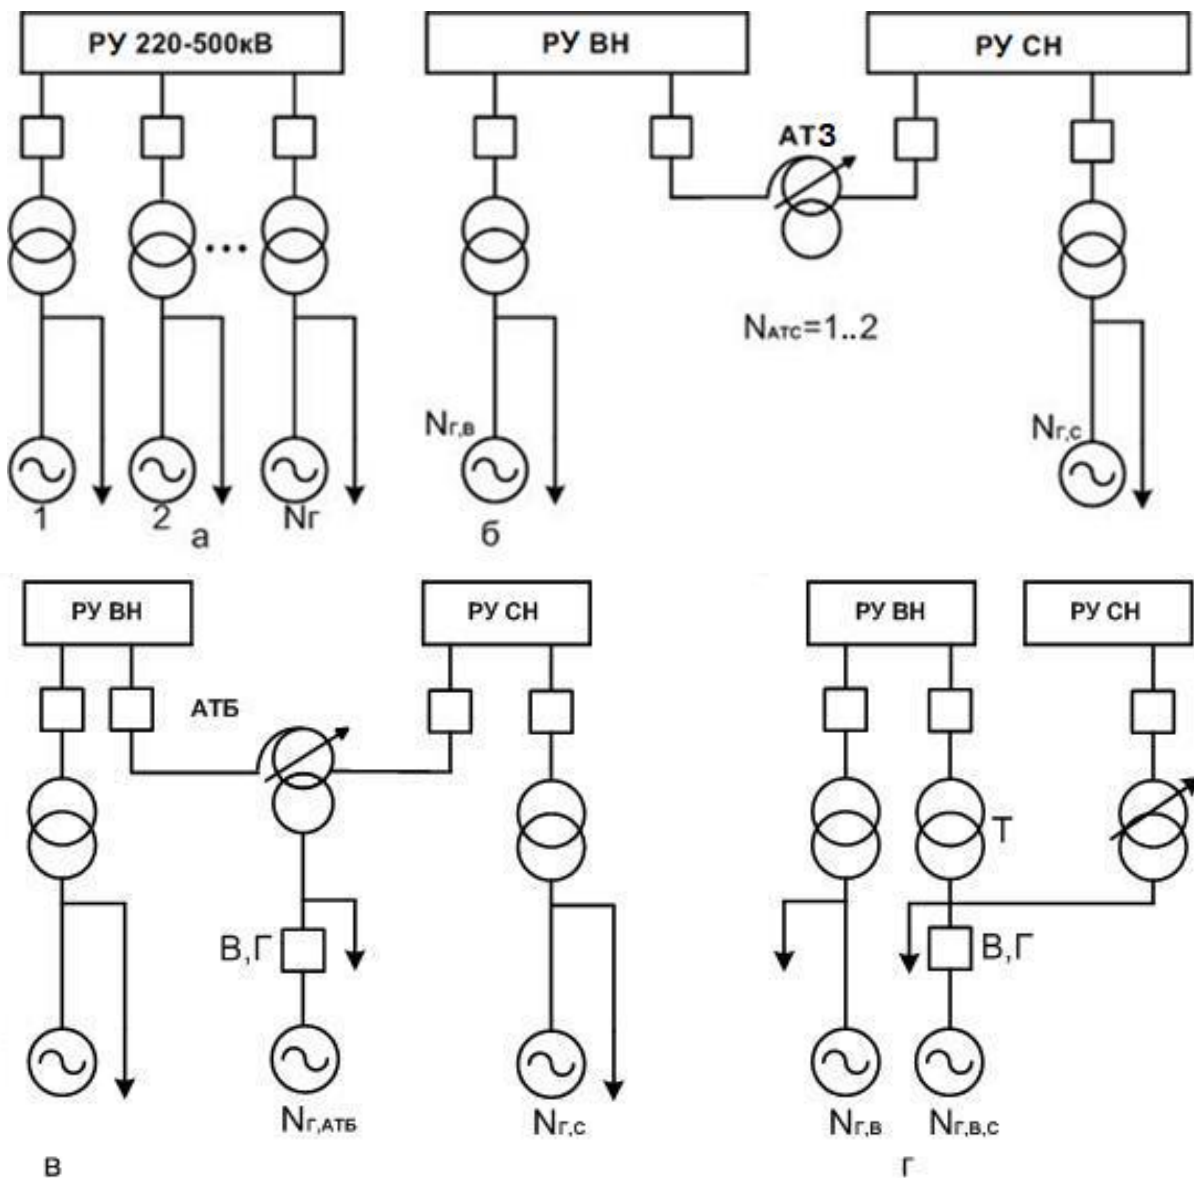 РУ 220-500кВ
РУ ВН
РУ СН
АТЗ
NАТС=1..2
Nг,в
Nг,с
1
2
Nг
а
б
РУ ВН
РУ СН
АТБ
В,Г
Nг,АТБ
Nг,с
в
РУ ВН
РУ СН
Т
В,Г
Nг,в
Nг,в,с
г